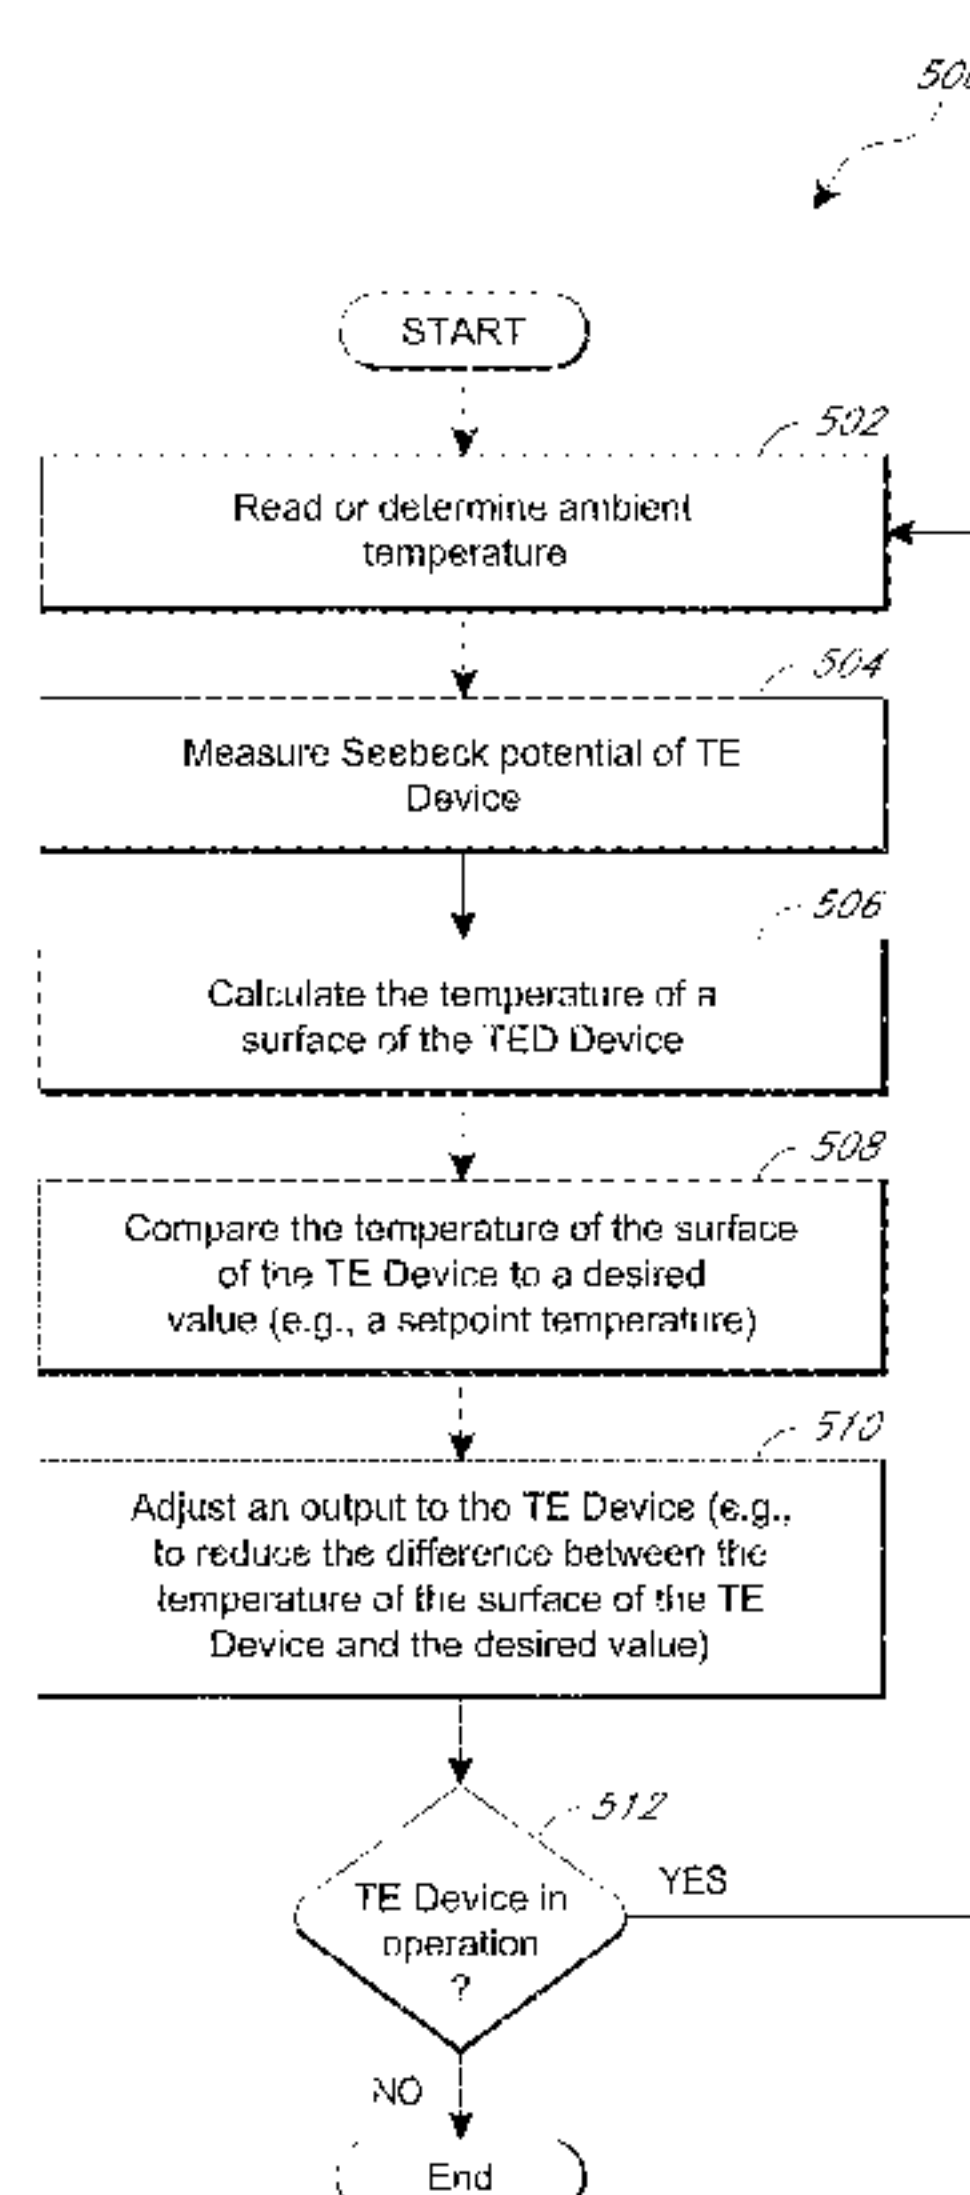 START
502
Read or determine ambient
temperature
504
Measure Seebeck potential of TE
Device
506
Calculate the temperature of a
surface of the TED Device
508
Compare the temperature of the surface
of the TE Device to a desired
value (e.g., a setpoint temperature)
510
Adjust an output to the TE Device (e.g.,
to reduce the difference between the
temperature of the surface of the TE
Device and the desired value)
512
TE Device in
operation
?
YES
NO
End